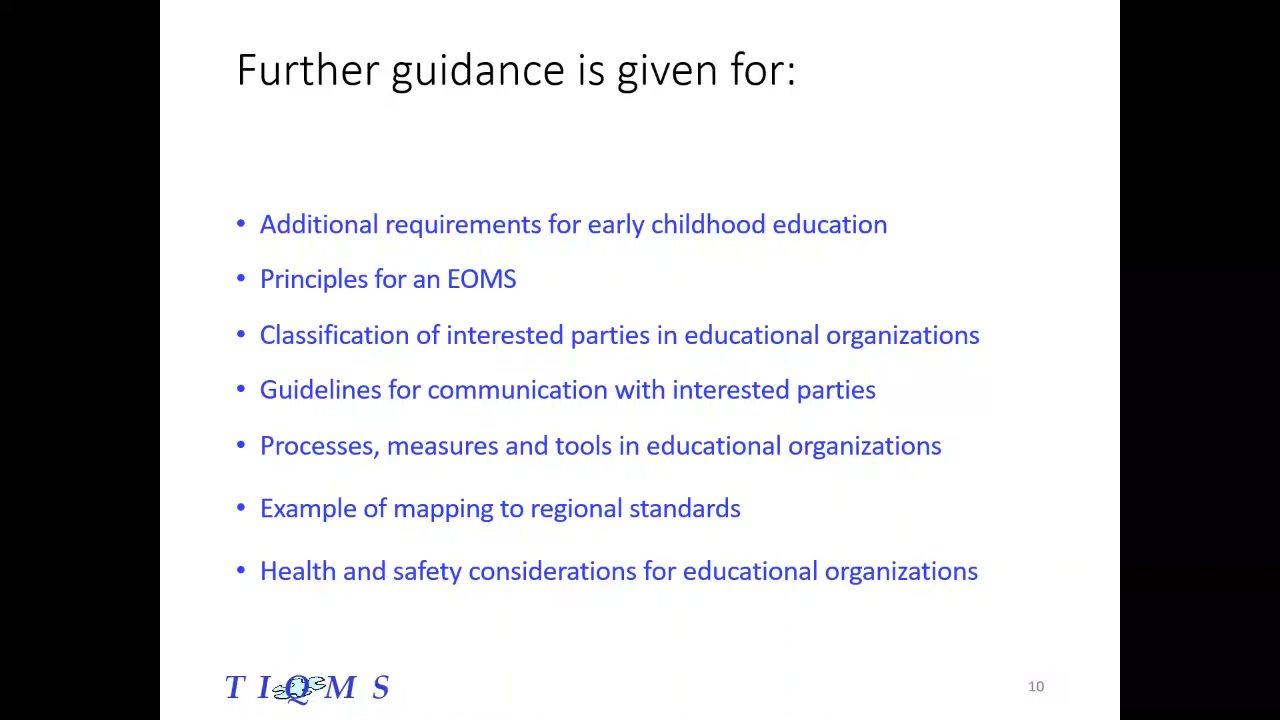 Further guidance is given for:
• Additional requirements for early childhood education
• Principles for an EOMS
• Classification of interested parties in educational organizations
• Guidelines for communication with interested parties
• Processes, measures and tools in educational organizations
• Example of mapping to regional standards
• Health and safety considerations for educational organizations
T I Q M S
10